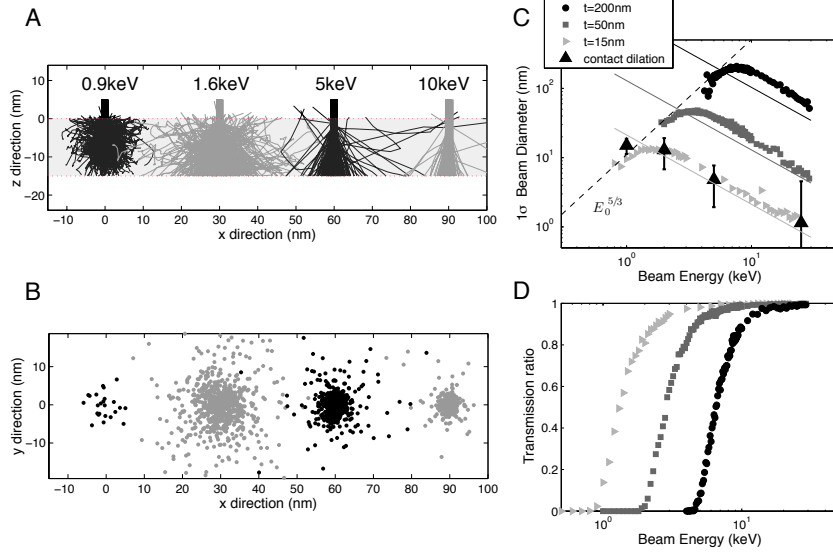 A
0.9keV 1.6keV 5keV 10keV
z direction (nm)
10
0
−10
−20
−10 0 10 20 30 40 50 60 70 80 90 100
x direction (nm)
B
y direction (nm)
10
0
−10
−10 0 10 20 30 40 50 60 70 80 90 100
x direction (nm)
C
t=200nm
t=50nm
t=15nm
contact dilation
1σ Beam Diameter (nm)
10²
10¹
10⁰
E₀^5/3
10⁰ 10¹
Beam Energy (keV)
D
Transmission ratio
1
0.8
0.6
0.4
0.2
0
10⁰ 10¹
Beam Energy (keV)